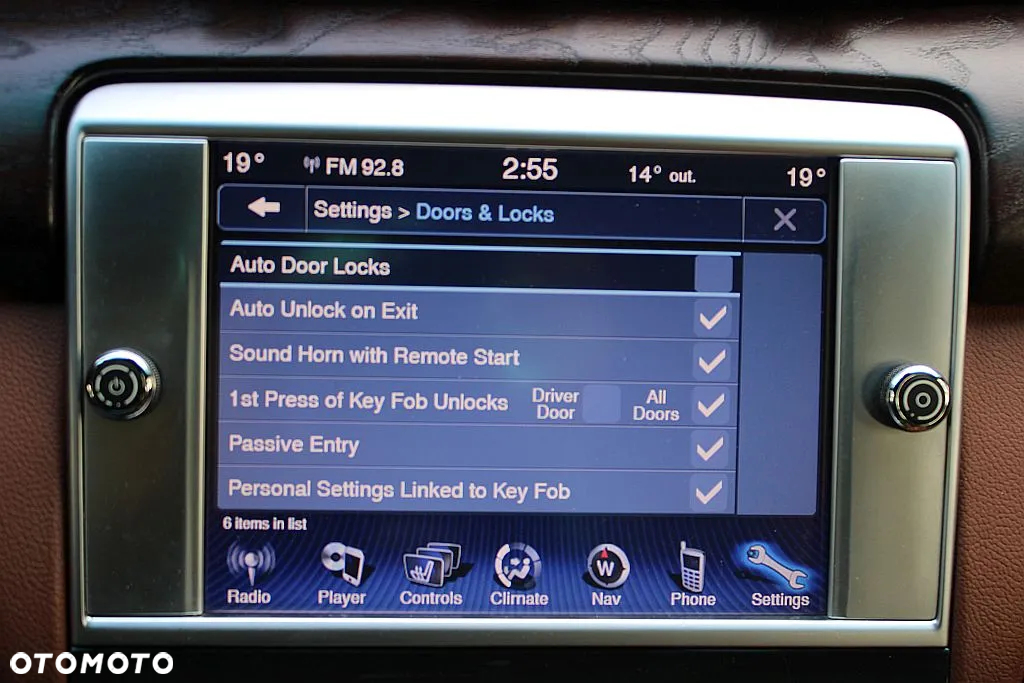 19° FM 92.8 2:55 14° out. 19°
Settings > Doors & Locks
Auto Door Locks
Auto Unlock on Exit
Sound Horn with Remote Start
1st Press of Key Fob Unlocks Driver Door All Doors
Passive Entry
Personal Settings Linked to Key Fob
6 items in list
W
Radio Player Controls Climate Nav Phone Settings
OTOMOTO